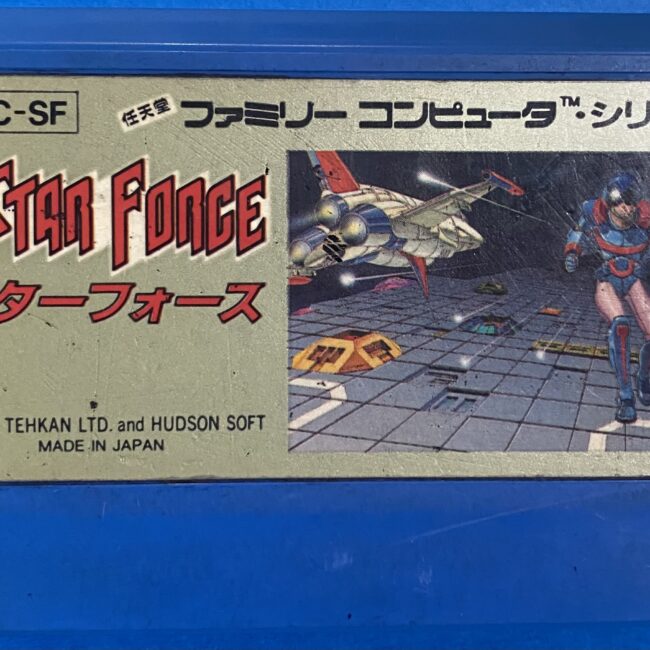 C-SF
任天堂 ファミリー コンピュータ™・シリ
STAR FORCE
ターフォース
TEHKAN LTD. and HUDSON SOFT
MADE IN JAPAN